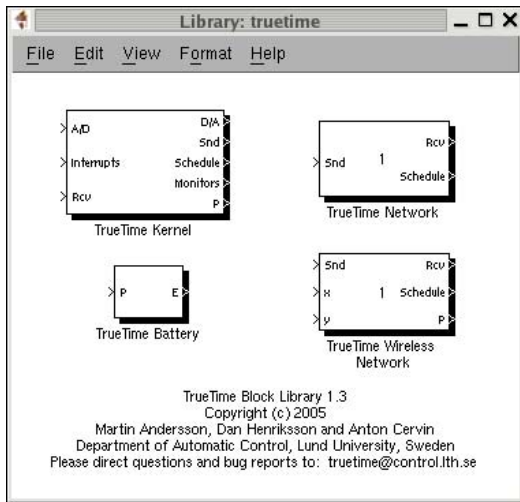 Library: truetime
File Edit View Format Help
A/D
Interrupts
Rcv
D/A
Snd
Schedule
Monitors
P
TrueTime Kernel
Snd
1
Rcv
Schedule
TrueTime Network
P
E
TrueTime Battery
Snd
x
y
1
Rcv
Schedule
P
TrueTime Wireless
Network
TrueTime Block Library 1.3
Copyright (c) 2005
Martin Andersson, Dan Henriksson and Anton Cervin
Department of Automatic Control, Lund University, Sweden
Please direct questions and bug reports to: truetime@control.lth.se